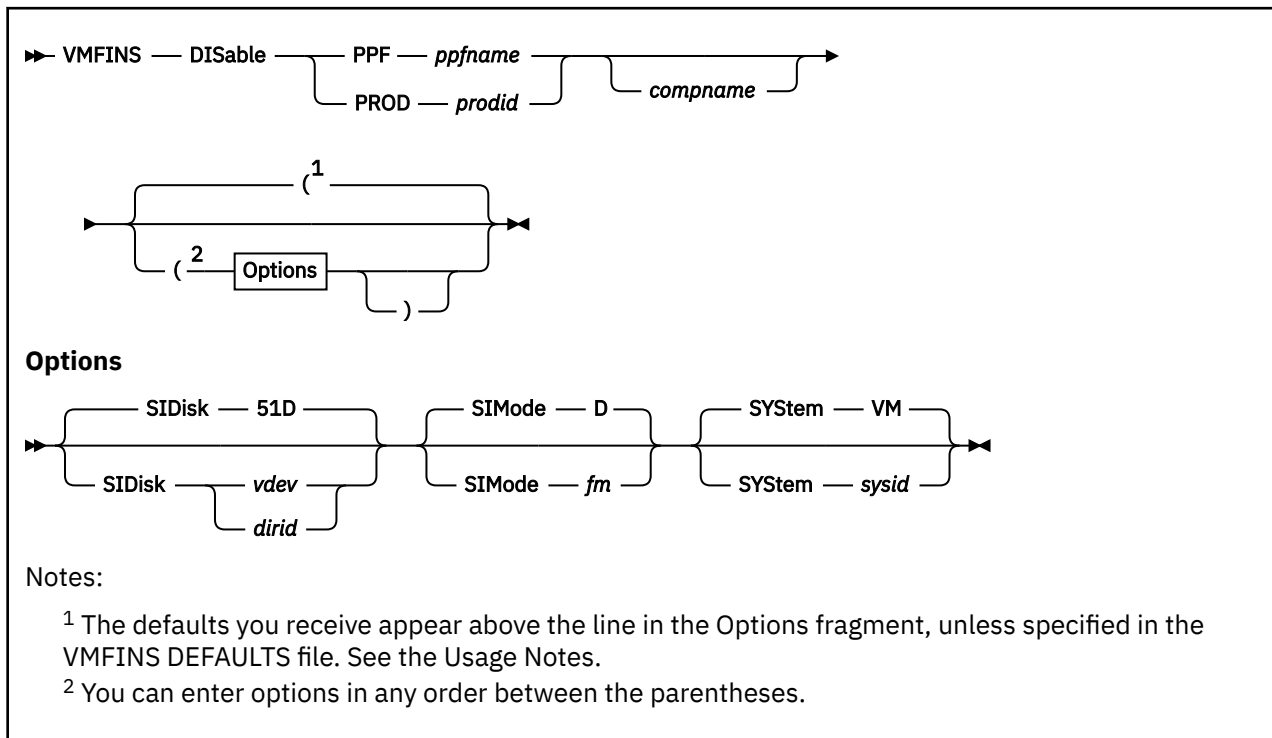 VMFINS DISable PPF ppfname
PROD prodid compname
( 1
( 2 Options )
Options
SIDisk 51D SIMode D SYStem VM
SIDisk vdev SIMode fm SYStem sysid
dirid
Notes:
1 The defaults you receive appear above the line in the Options fragment, unless specified in the
VMFINS DEFAULTS file. See the Usage Notes.
2 You can enter options in any order between the parentheses.